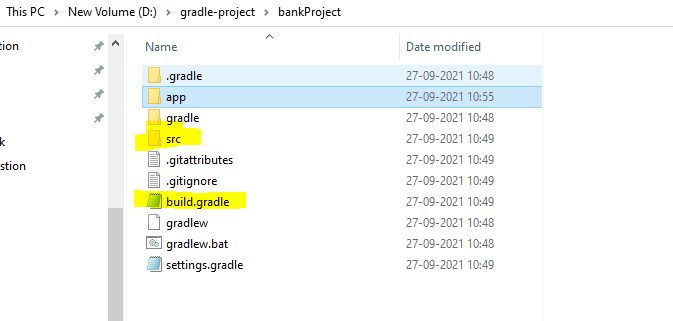 This PC > New Volume (D:) > gradle-project > bankProject
Name Date modified
tion
.gradle 27-09-2021 10:48
app 27-09-2021 10:55
gradle 27-09-2021 10:48
k src 27-09-2021 10:49
stion .gitattributes 27-09-2021 10:49
.gitignore 27-09-2021 10:49
build.gradle 27-09-2021 10:49
gradlew 27-09-2021 10:48
gradlew.bat 27-09-2021 10:48
settings.gradle 27-09-2021 10:49